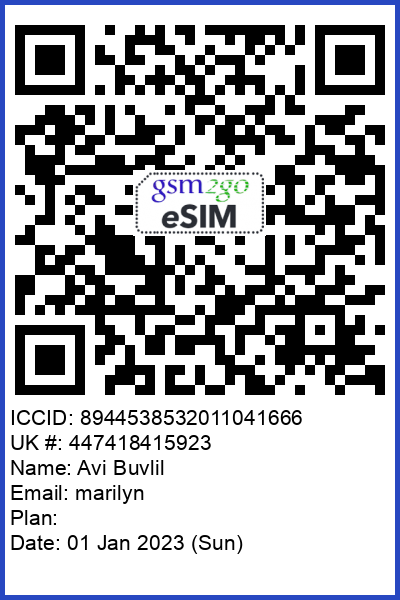 gsm2go
eSIM
ICCID: 8944538532011041666
UK #: 447418415923
Name: Avi Buvlil
Email: marilyn
Plan:
Date: 01 Jan 2023 (Sun)